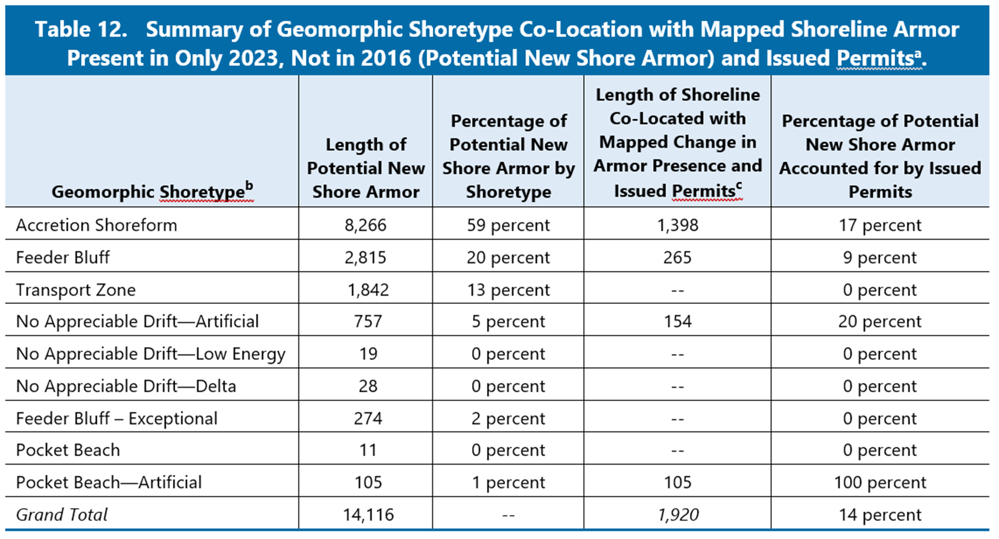 Table 12. Summary of Geomorphic Shoretype Co-Location with Mapped Shoreline Armor
Present in Only 2023, Not in 2016 (Potential New Shore Armor) and Issued Permitsᵃ.
Geomorphic Shoretypeᵇ
Length of
Potential New
Shore Armor
Percentage of
Potential New
Shore Armor by
Shoretype
Length of Shoreline
Co-Located with
Mapped Change in
Armor Presence and
Issued Permitsᶜ
Percentage of Potential
New Shore Armor
Accounted for by Issued
Permits
Accretion Shoreform 8,266 59 percent 1,398 17 percent
Feeder Bluff 2,815 20 percent 265 9 percent
Transport Zone 1,842 13 percent -- 0 percent
No Appreciable Drift—Artificial 757 5 percent 154 20 percent
No Appreciable Drift—Low Energy 19 0 percent -- 0 percent
No Appreciable Drift—Delta 28 0 percent -- 0 percent
Feeder Bluff – Exceptional 274 2 percent -- 0 percent
Pocket Beach 11 0 percent -- 0 percent
Pocket Beach—Artificial 105 1 percent 105 100 percent
Grand Total 14,116 -- 1,920 14 percent